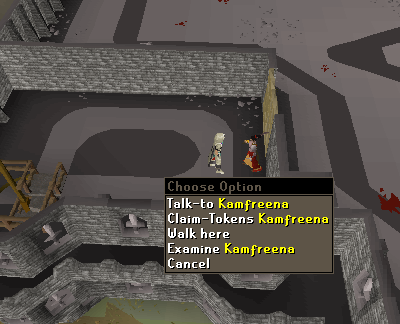 Choose Option
Talk-to Kamfreena
Claim-Tokens Kamfreena
Walk here
Examine Kamfreena
Cancel